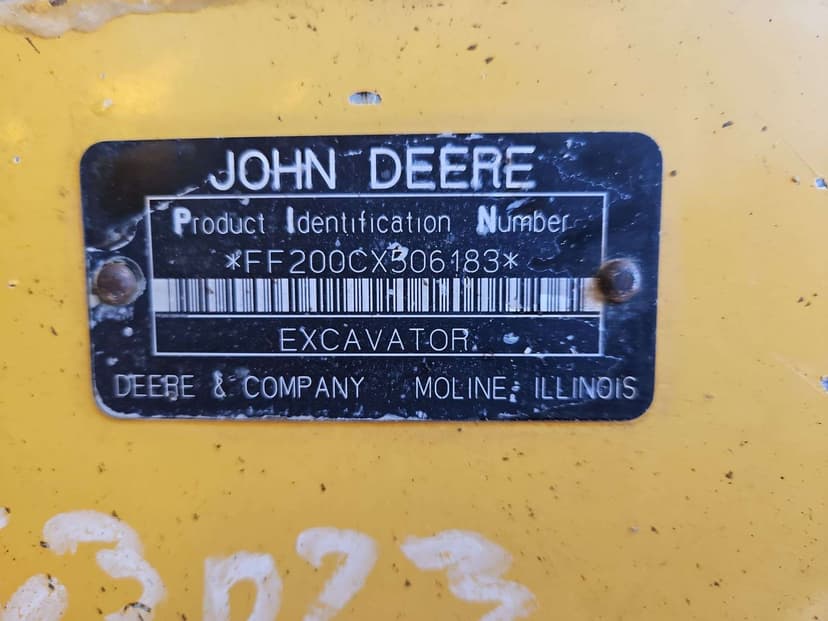 JOHN DEERE
Product Identification Number
*FF200CX506183*
EXCAVATOR
DEERE & COMPANY MOLINE, ILLINOIS